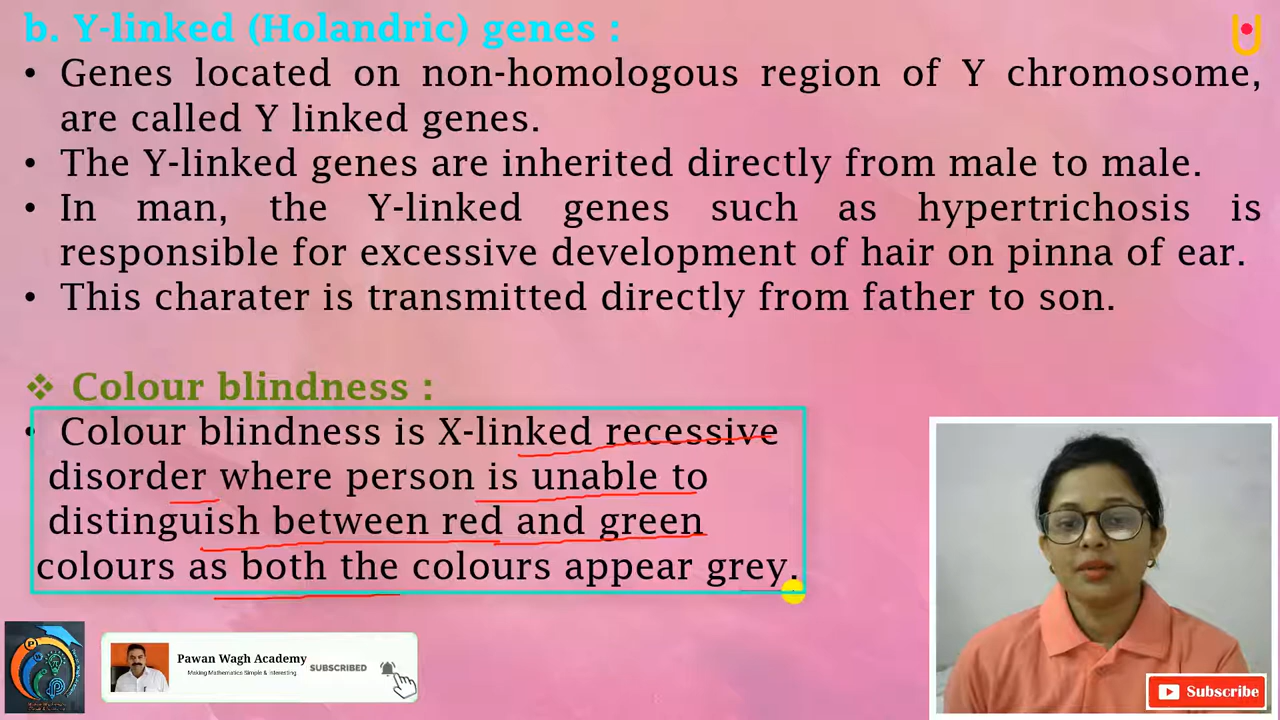 b. Y-linked (Holandric) genes :
• Genes located on non-homologous region of Y chromosome,
are called Y linked genes.
• The Y-linked genes are inherited directly from male to male.
• In man, the Y-linked genes such as hypertrichosis is
responsible for excessive development of hair on pinna of ear.
• This charater is transmitted directly from father to son.
❖ Colour blindness :
• Colour blindness is X-linked recessive
disorder where person is unable to
distinguish between red and green
colours as both the colours appear grey.
Pawan Wagh Academy
Making Mathematics Simple & Interesting
SUBSCRIBED
Subscribe